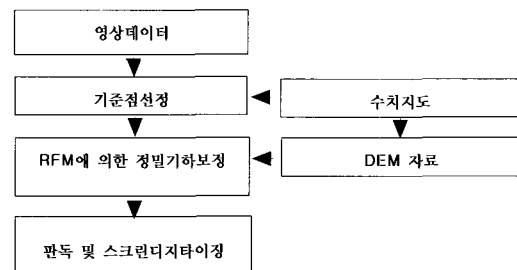 영상데이터
기준점선정
수치지도
RFM에 의한 정밀기하보정
DEM 자료
판독 및 스크린디지타이징